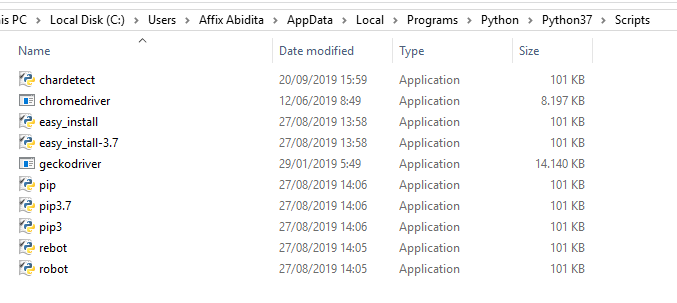 his PC > Local Disk (C:) > Users > Affix Abidita > AppData > Local > Programs > Python > Python37 > Scripts
Name Date modified Type Size
chardetect 20/09/2019 15:59 Application 101 KB
chromedriver 12/06/2019 8:49 Application 8.197 KB
easy_install 27/08/2019 13:58 Application 101 KB
easy_install-3.7 27/08/2019 13:58 Application 101 KB
geckodriver 29/01/2019 5:49 Application 14.140 KB
pip 27/08/2019 14:06 Application 101 KB
pip3.7 27/08/2019 14:06 Application 101 KB
pip3 27/08/2019 14:06 Application 101 KB
rebot 27/08/2019 14:05 Application 101 KB
robot 27/08/2019 14:05 Application 101 KB